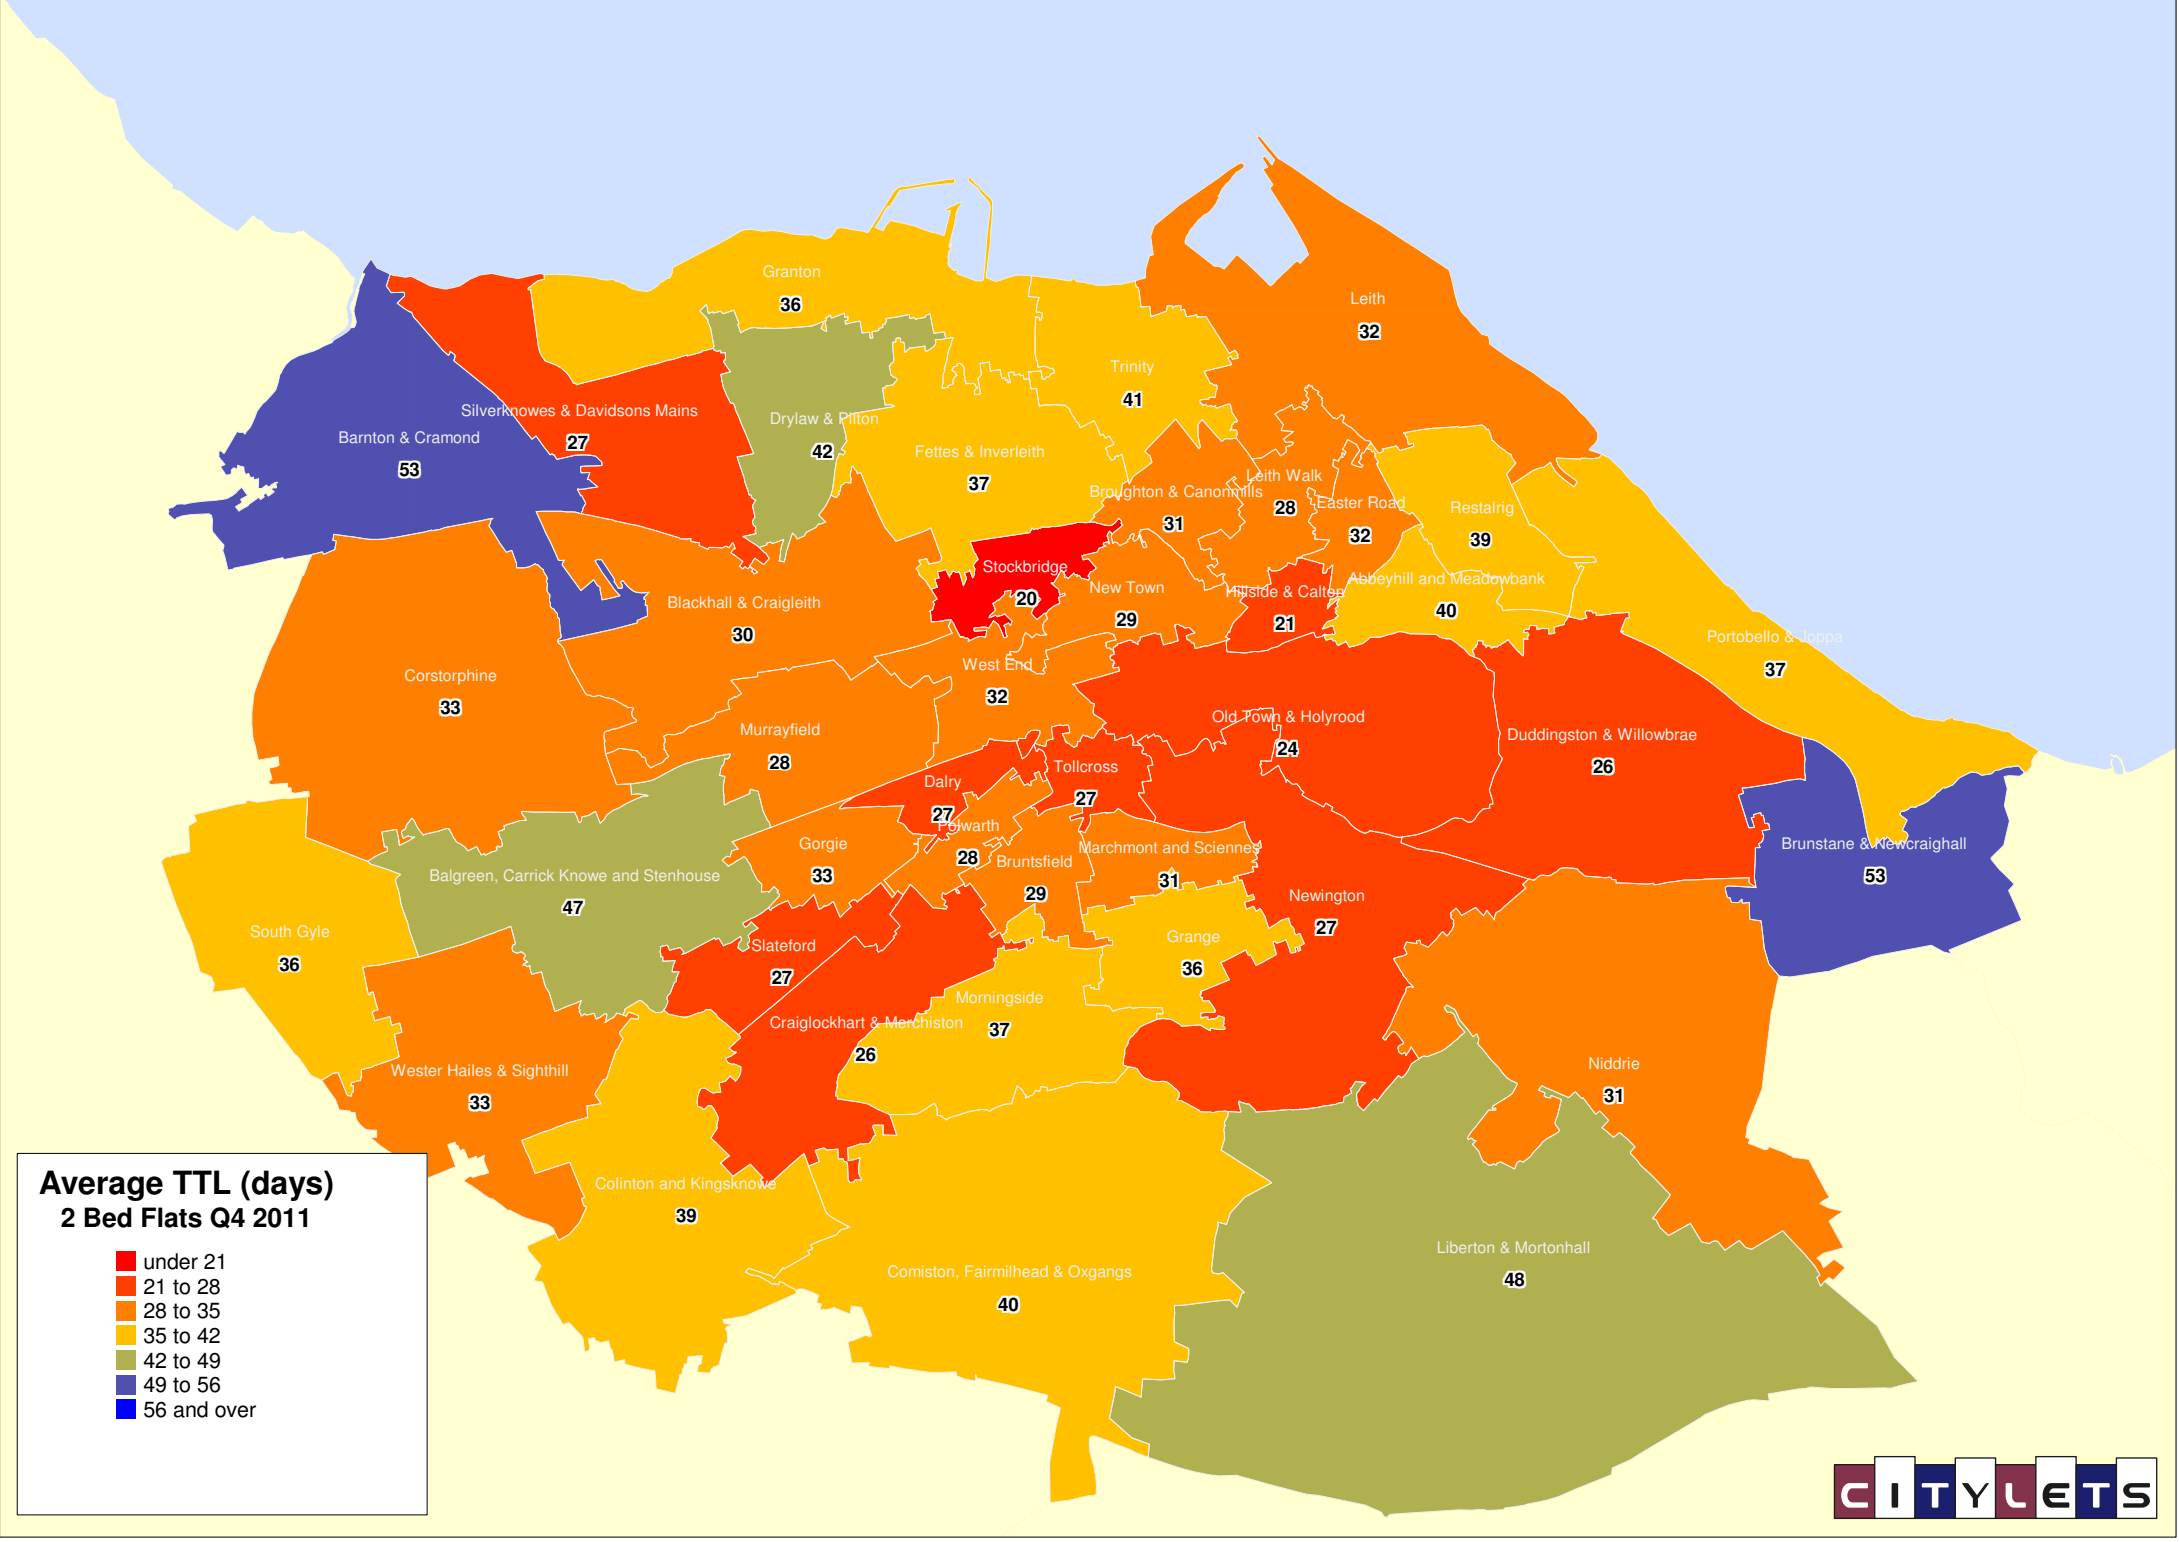 Granton
36
Leith
32
Trinity
41
Silverknowes & Davidsons Mains
27
Drylaw & Pilton
42
Barnton & Cramond
53
Fettes & Inverleith
37
Leith Walk
28
Broughton & Canonmills
31
Easter Road
32
Restalrig
39
Stockbridge
20
Abbeyhill and Meadowbank
40
New Town
29
Hillside & Calton
21
Blackhall & Craigleith
30
Portobello & Joppa
37
West End
32
Corstorphine
33
Old Town & Holyrood
24
Murrayfield
28
Duddingston & Willowbrae
26
Tollcross
27
Dalry
27
Polwarth
28
Gorgie
33
Brunstane & Newcraighall
53
Marchmont and Sciennes
31
Bruntsfield
29
Balgreen, Carrick Knowe and Stenhouse
47
Newington
27
South Gyle
36
Grange
36
Slateford
27
Morningside
37
Craiglockhart & Merchiston
26
Niddrie
31
Wester Hailes & Sighthill
33
Colinton and Kingsknowe
39
Liberton & Mortonhall
48
Comiston, Fairmilhead & Oxgangs
40
Average TTL (days)
2 Bed Flats Q4 2011
under 21
21 to 28
28 to 35
35 to 42
42 to 49
49 to 56
56 and over
CITYLETS